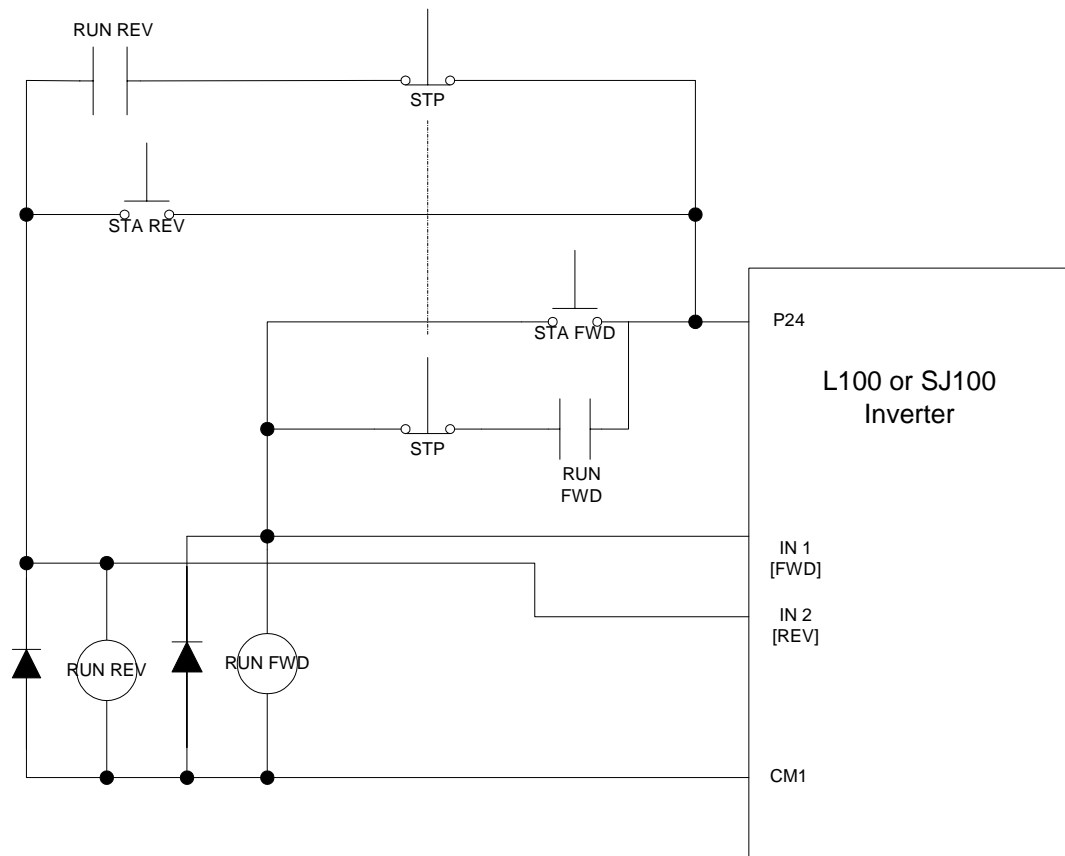 RUN REV
STP
STA REV
STA FWD
P24
L100 or SJ100
Inverter
STP
RUN
FWD
IN 1
[FWD]
IN 2
[REV]
RUN REV
RUN FWD
CM1